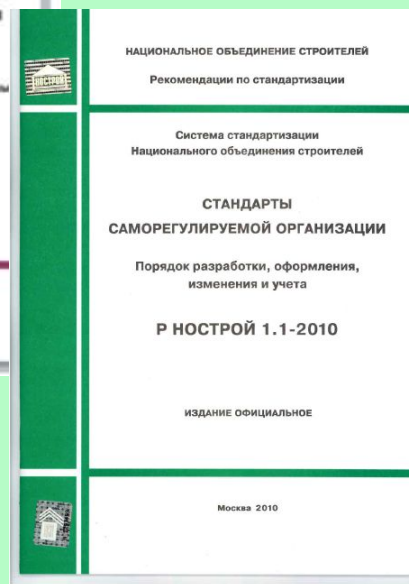 НАЦИОНАЛЬНОЕ ОБЪЕДИНЕНИЕ СТРОИТЕЛЕЙ
Рекомендации по стандартизации
НОСТРОЙ
Система стандартизации
Национального объединения строителей
СТАНДАРТЫ
САМОРЕГУЛИРУЕМОЙ ОРГАНИЗАЦИИ
Порядок разработки, оформления,
изменения и учета
Р НОСТРОЙ 1.1-2010
ИЗДАНИЕ ОФИЦИАЛЬНОЕ
Москва 2010